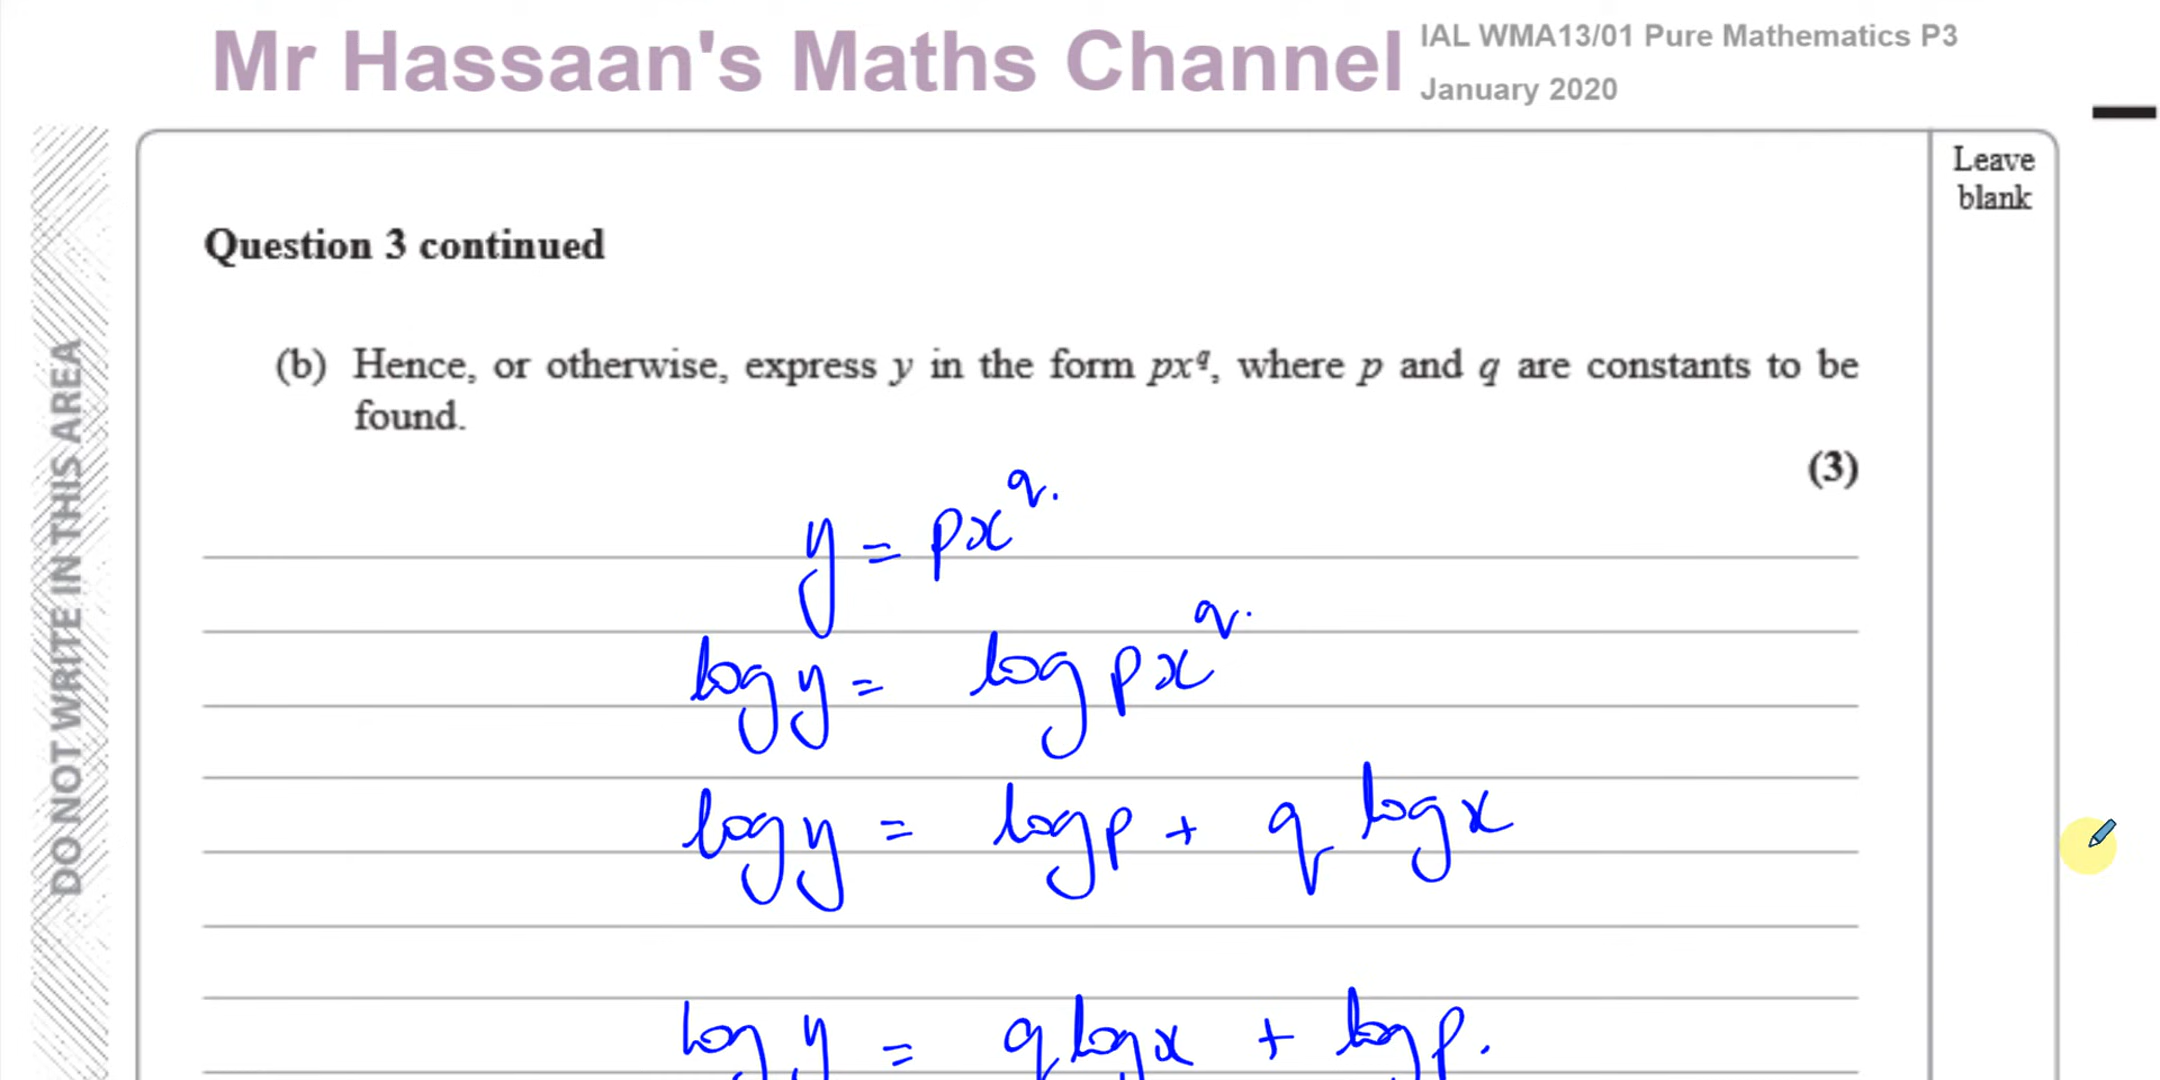 Mr Hassaan's Maths Channel
IAL WMA13/01 Pure Mathematics P3
January 2020
Leave
blank
DO NOT WRITE IN THIS AREA
Question 3 continued
(b) Hence, or otherwise, express y in the form px^q, where p and q are constants to be
found.
(3)
y = px^q.
log y = log px^q.
log y = log p + q log x
log y = q log x + log p.